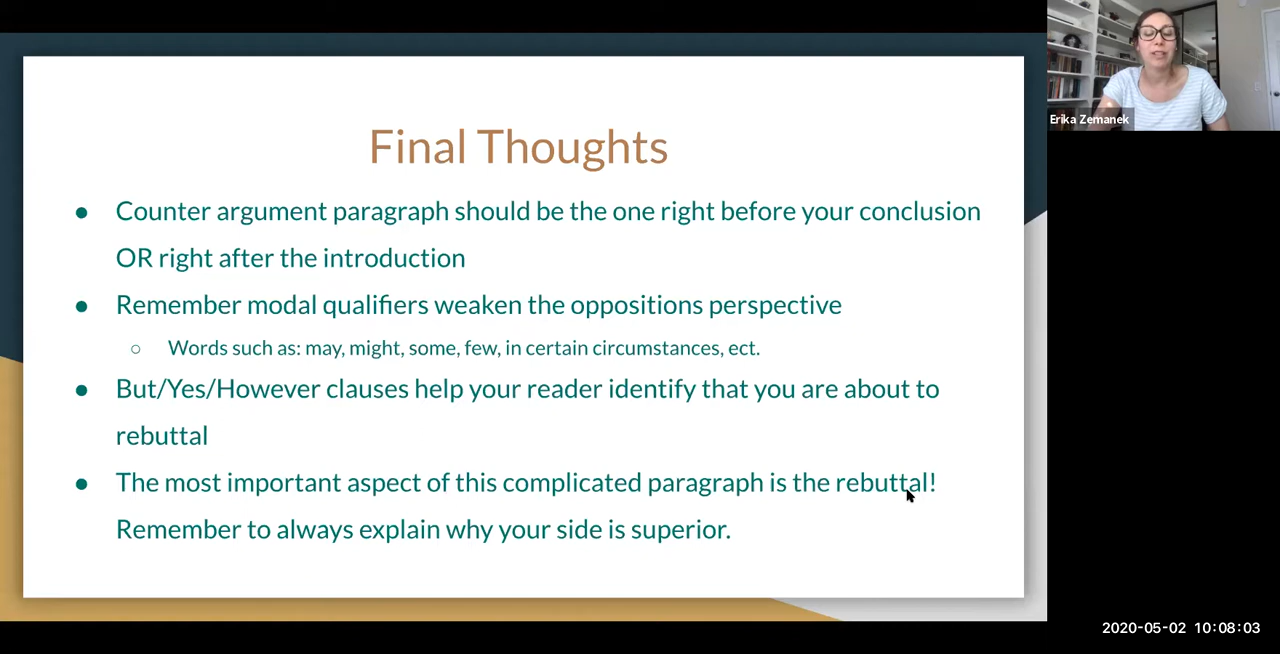 Final Thoughts
● Counter argument paragraph should be the one right before your conclusion
OR right after the introduction
● Remember modal qualifiers weaken the oppositions perspective
○ Words such as: may, might, some, few, in certain circumstances, ect.
● But/Yes/However clauses help your reader identify that you are about to
rebuttal
● The most important aspect of this complicated paragraph is the rebuttal!
Remember to always explain why your side is superior.
Erika Zemanek
2020-05-02 10:08:03